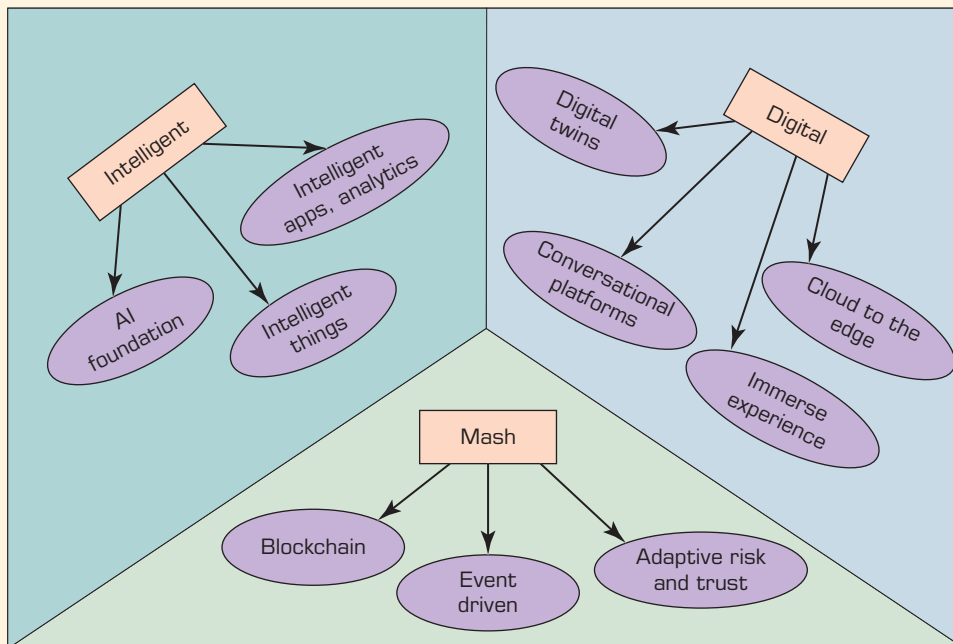 Intelligent
Intelligent
apps, analytics
AI
foundation
Intelligent
things
Digital
Digital
twins
Conversational
platforms
Cloud to the
edge
Immerse
experience
Mash
Blockchain
Event
driven
Adaptive risk
and trust